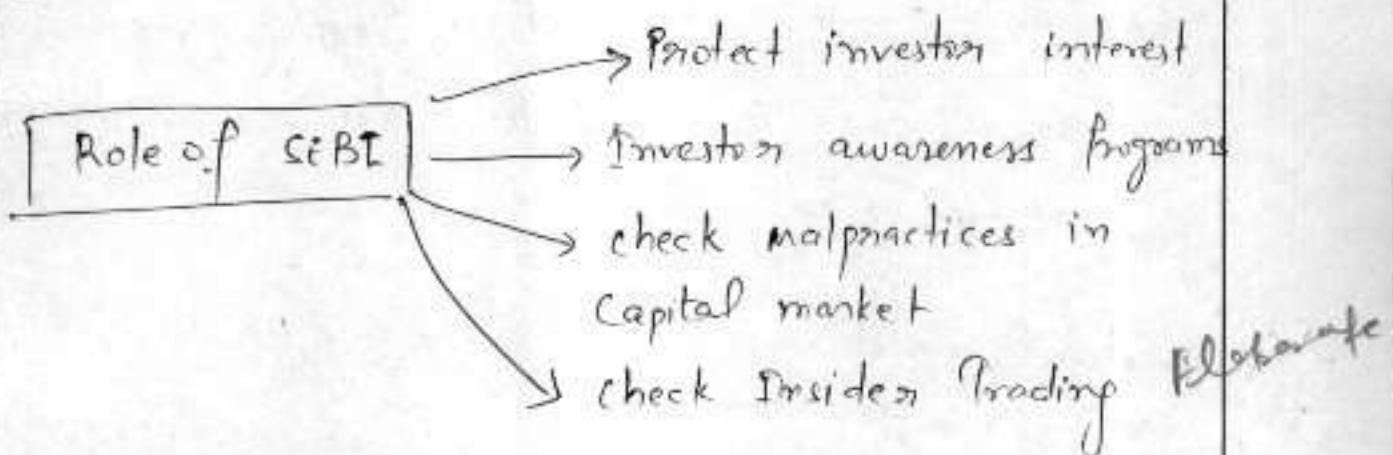 Protect investor interest
Role of SEBI
Investor awareness programs
check malpractices in
Capital market
check Insider Trading Elaborate